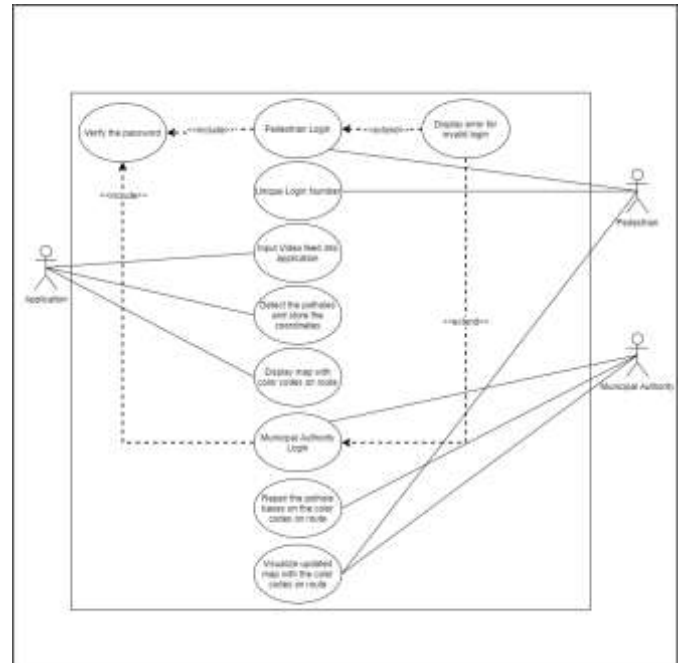 Verify the password
<<include>>
Pedestrian Login
<<extend>>
Display error for
invalid login
<<include>>
Unique Login Number
Pedestrian
Input Video feed into
application
Application
Detect the potholes
and store the
coordinates
<<extend>>
Display map with
color codes on route
Municipal Authority
Municipal Authority
Login
Repair the pothole
bases on the color
codes on route
Visualize updated
map with the color
codes on route